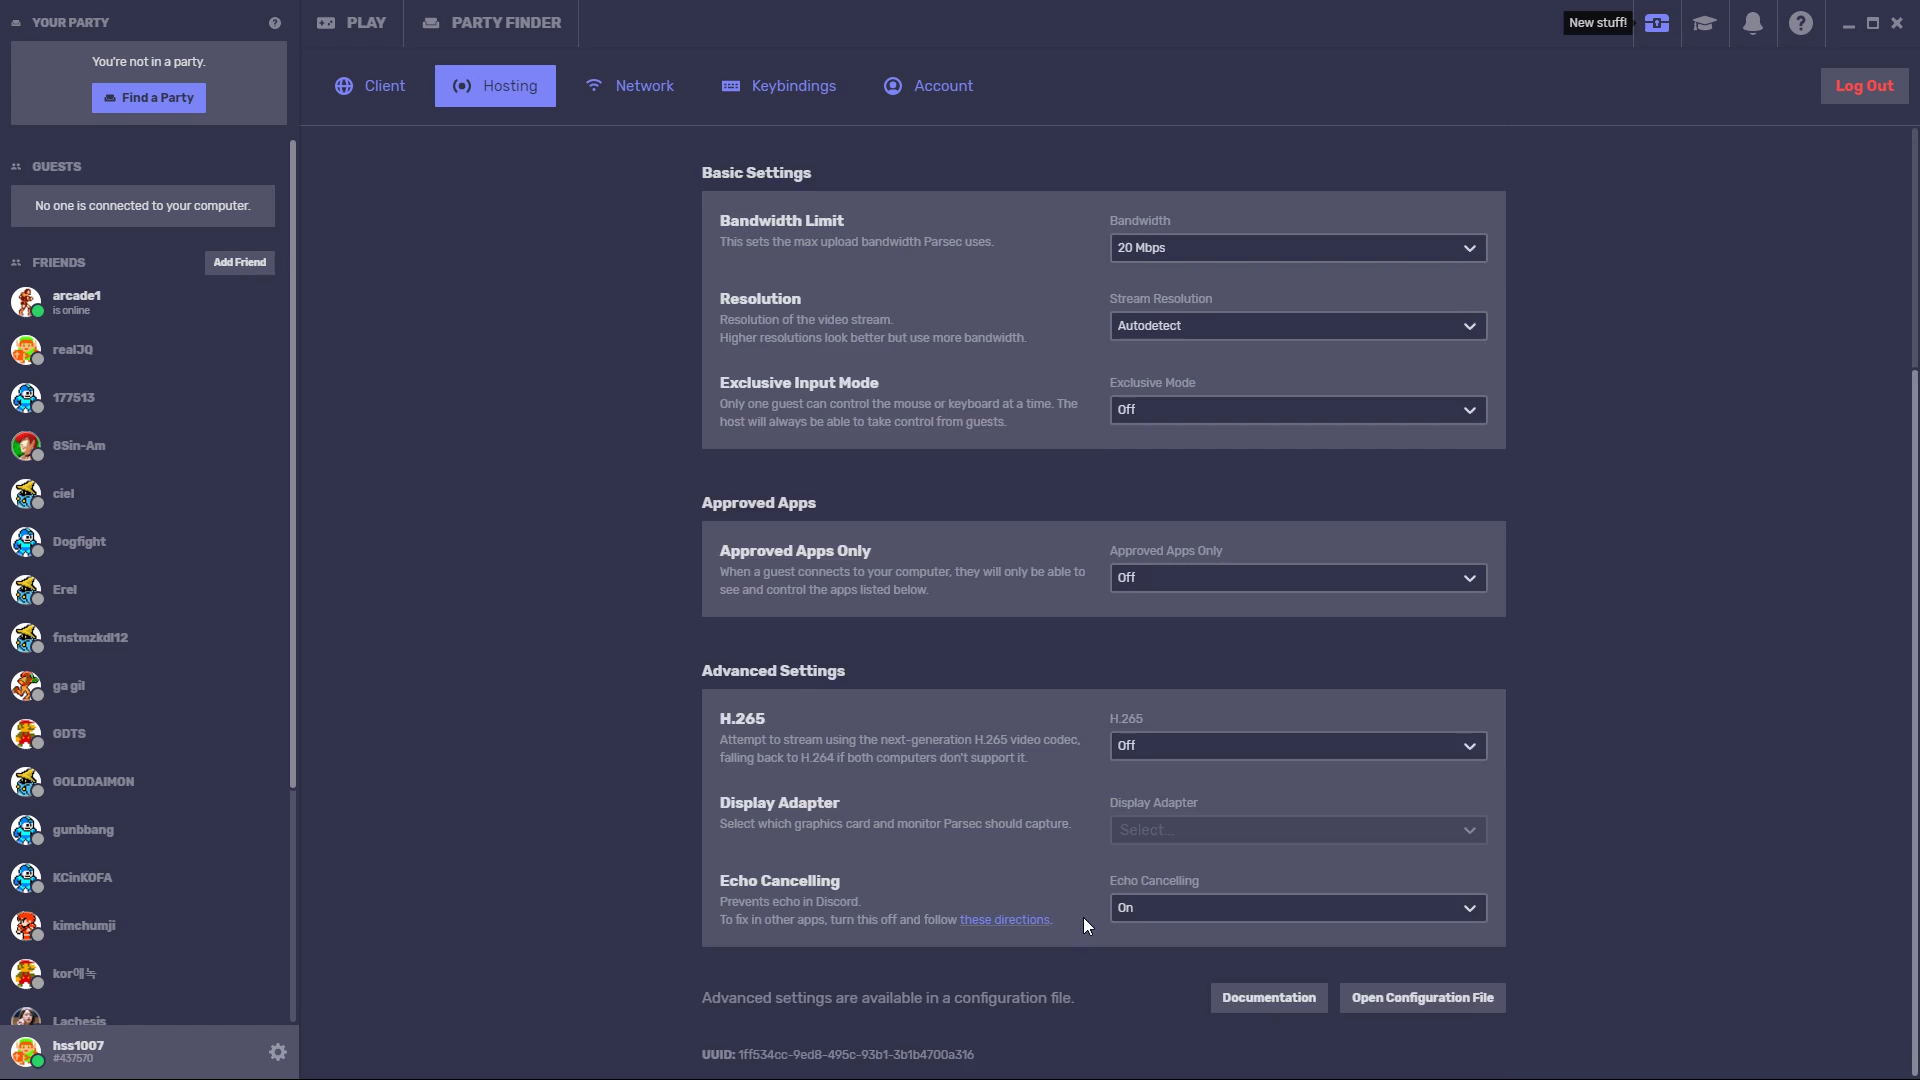 YOUR PARTY
You're not in a party.
Find a Party
GUESTS
No one is connected to your computer.
FRIENDS
Add Friend
arcade1
is online
realJQ
177513
8Sin-Am
ciel
Dogfight
Erel
fnstmzkdl12
ga gil
GDTS
GOLDDAIMON
gunbbang
KCinKOFA
kimchumji
kor에녹
Lachesis
hss1007
#437570
PLAY
PARTY FINDER
New stuff!
Client
Hosting
Network
Keybindings
Account
Log Out
Basic Settings
Bandwidth Limit
This sets the max upload bandwidth Parsec uses.
Bandwidth
20 Mbps
Resolution
Resolution of the video stream.
Higher resolutions look better but use more bandwidth.
Stream Resolution
Autodetect
Exclusive Input Mode
Only one guest can control the mouse or keyboard at a time. The
host will always be able to take control from guests.
Exclusive Mode
Off
Approved Apps
Approved Apps Only
When a guest connects to your computer, they will only be able to
see and control the apps listed below.
Approved Apps Only
Off
Advanced Settings
H.265
Attempt to stream using the next-generation H.265 video codec,
falling back to H.264 if both computers don't support it.
H.265
Off
Display Adapter
Select which graphics card and monitor Parsec should capture.
Display Adapter
Select...
Echo Cancelling
Prevents echo in Discord.
To fix in other apps, turn this off and follow these directions.
Echo Cancelling
On
Advanced settings are available in a configuration file.
Documentation
Open Configuration File
UUID: 1ff534cc-9ed8-495c-93b1-3b1b4700a316